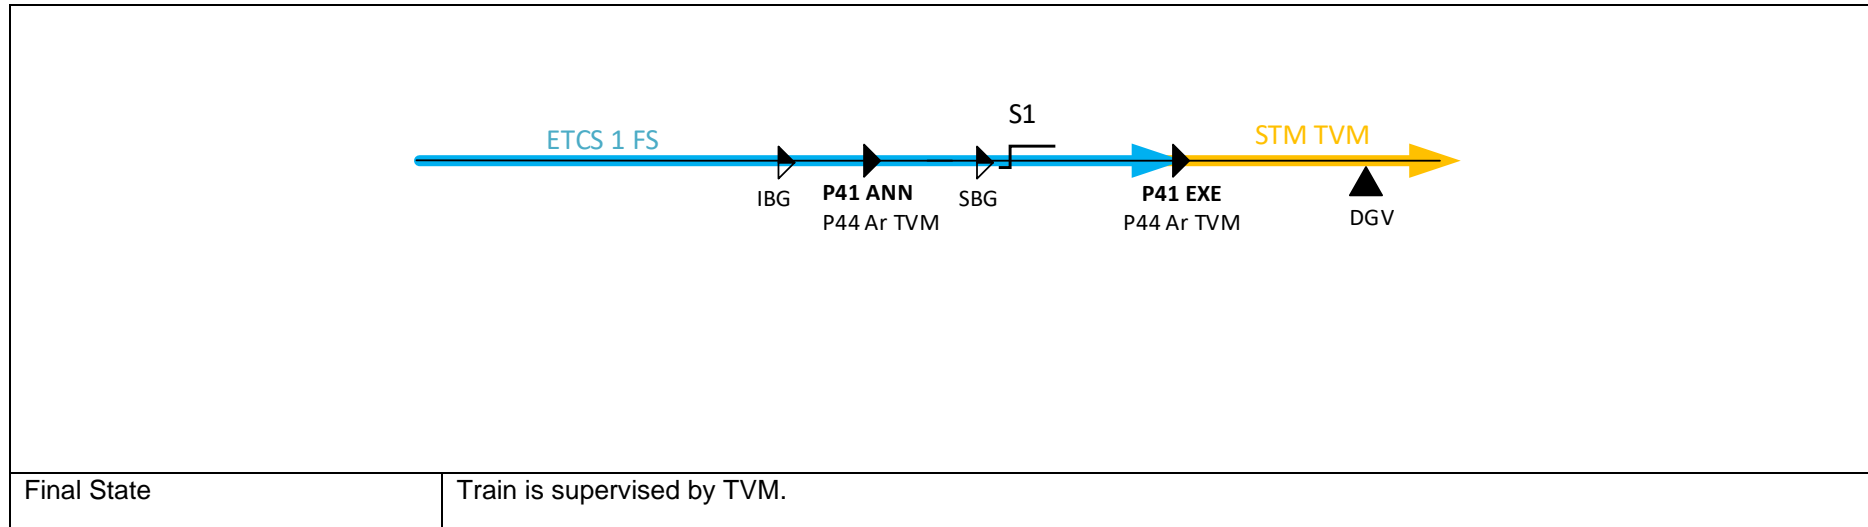 S1
ETCS 1 FS
STM TVM
IBG
P41 ANN
P44 Ar TVM
SBG
P41 EXE
P44 Ar TVM
DGV
Final State
Train is supervised by TVM.